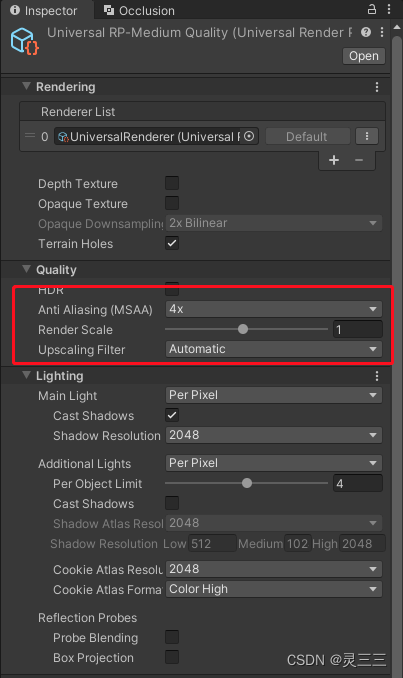 Inspector Occlusion
Universal RP-Medium Quality (Universal Render F
Open
Rendering
Renderer List
0 UniversalRenderer (Universal F Default
Depth Texture
Opaque Texture
Opaque Downsampling 2x Bilinear
Terrain Holes
Quality
HDR
Anti Aliasing (MSAA) 4x
Render Scale 1
Upscaling Filter Automatic
Lighting
Main Light Per Pixel
Cast Shadows
Shadow Resolution 2048
Additional Lights Per Pixel
Per Object Limit 4
Cast Shadows
Shadow Atlas Resol 2048
Shadow Resolution Low 512 Medium 102 High 2048
Cookie Atlas Resolu 2048
Cookie Atlas Forma Color High
Reflection Probes
Probe Blending
Box Projection
CSDN @灵三三